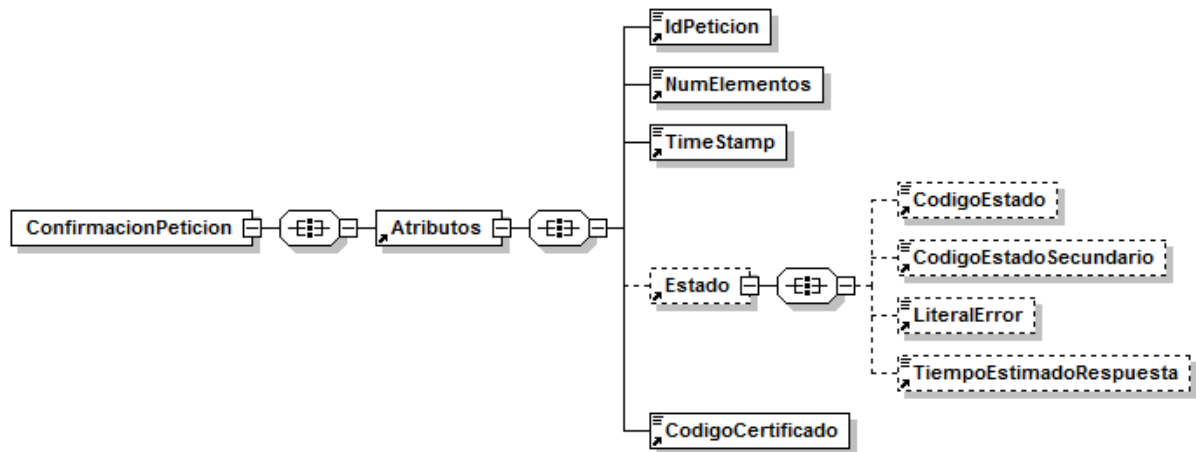 IdPeticion
NumElementos
TimeStamp
CodigoEstado
ConfirmacionPeticion
Atributos
CodigoEstadoSecundario
Estado
LiteralError
TiempoEstimadoRespuesta
CodigoCertificado